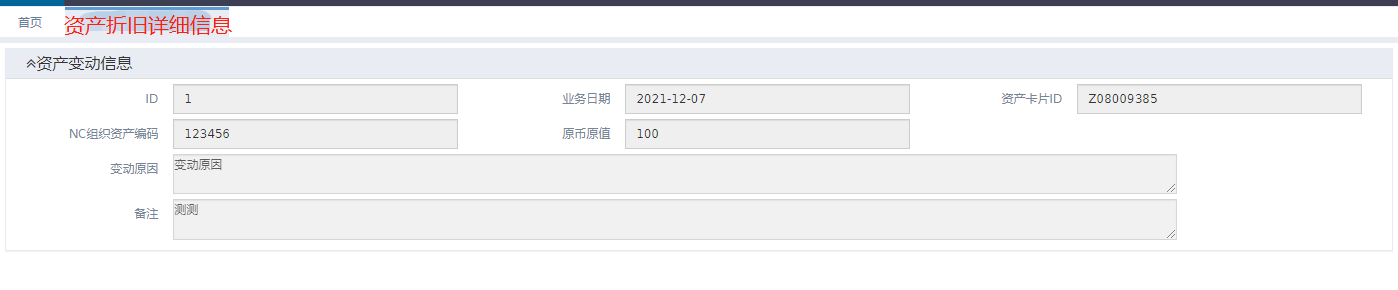 首页 资产折旧详细信息
资产变动信息
ID 1 业务日期 2021-12-07 资产卡片ID Z08009385
NC组织资产编码 123456 原币原值 100
变动原因 变动原因
备注 测测